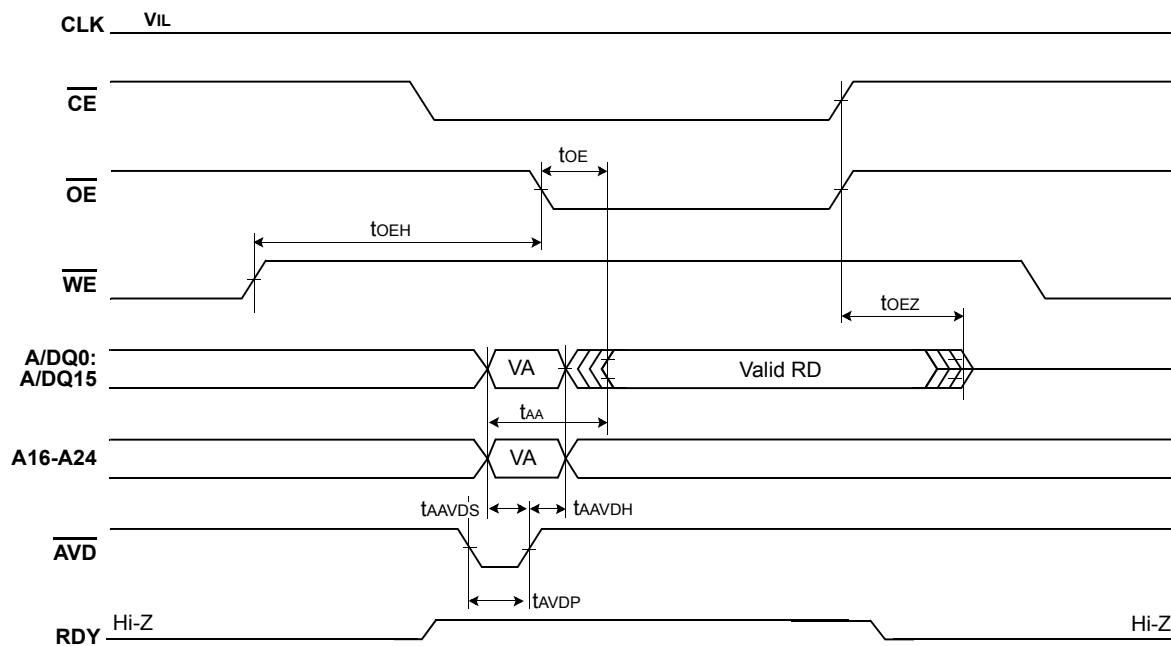 CLK VIL
CE
tOE
OE
tOEH
WE
tOEZ
A/DQ0:
A/DQ15
VA Valid RD
tAA
A16-A24 VA
tAAVDS tAAVDH
AVD
tAVDP
RDY Hi-Z Hi-Z